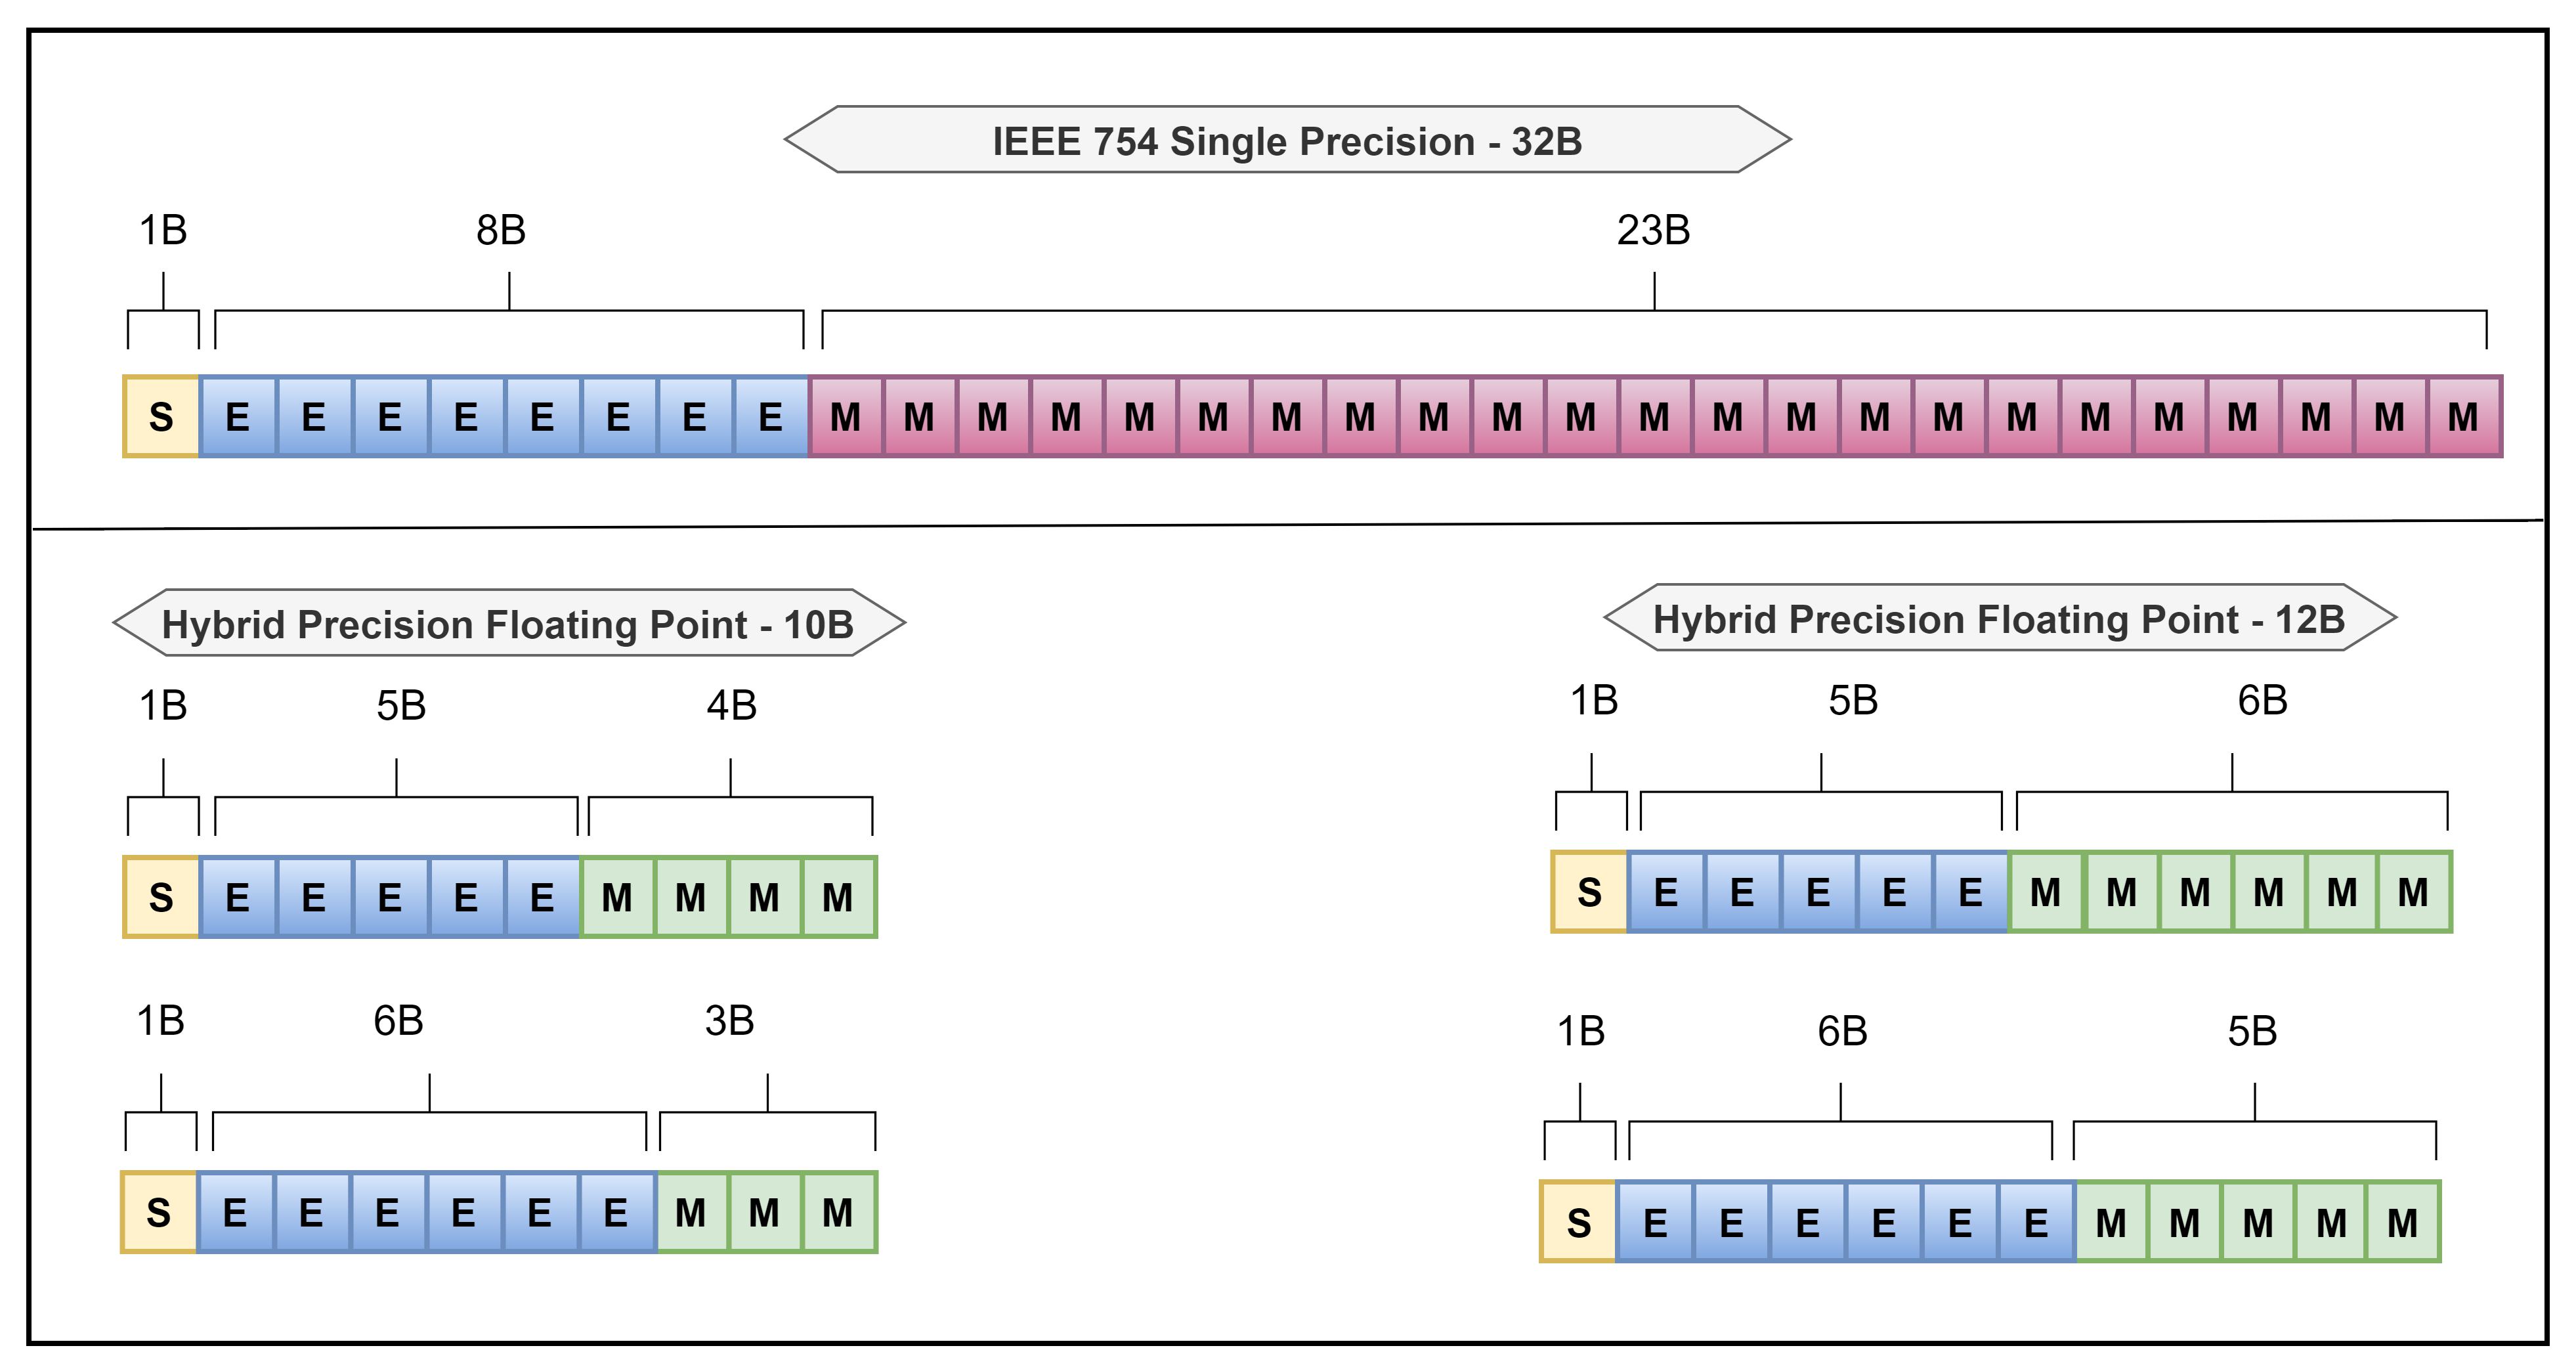 IEEE 754 Single Precision - 32B
1B 8B 23B
S E E E E E E E E M M M M M M M M M M M M M M M M M M M M M M M
Hybrid Precision Floating Point - 10B
1B 5B 4B
S E E E E E M M M M
1B 6B 3B
S E E E E E E M M M
Hybrid Precision Floating Point - 12B
1B 5B 6B
S E E E E E M M M M M M
1B 6B 5B
S E E E E E E M M M M M